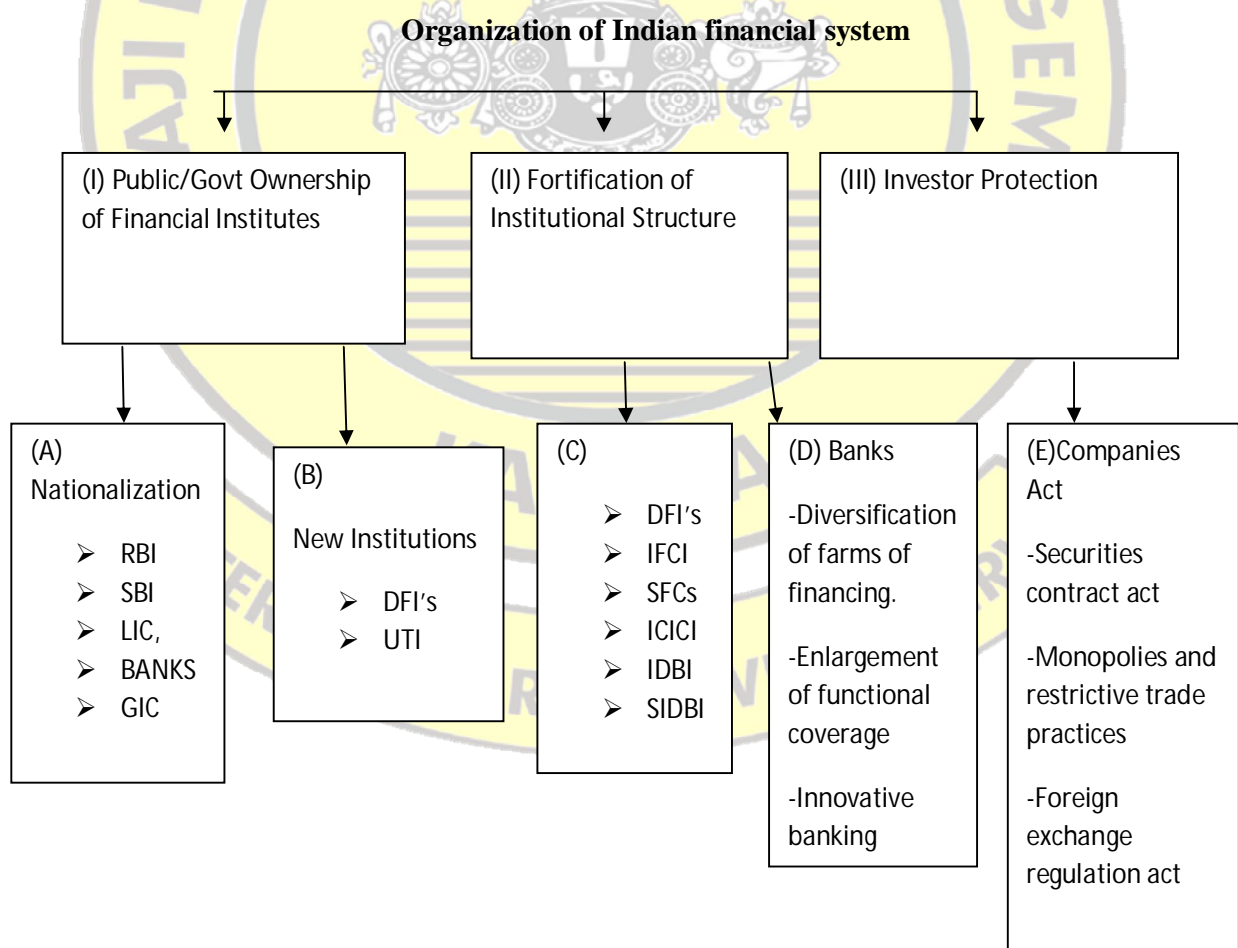 Organization of Indian financial system
(I) Public/Govt Ownership
of Financial Institutes
(II) Fortification of
Institutional Structure
(III) Investor Protection
(A)
Nationalization
➢ RBI
➢ SBI
➢ LIC,
➢ BANKS
➢ GIC
(B)
New Institutions
➢ DFI's
➢ UTI
(C)
➢ DFI's
➢ IFCI
➢ SFCs
➢ ICICI
➢ IDBI
➢ SIDBI
(D) Banks
-Diversification
of farms of
financing.
-Enlargement
of functional
coverage
-Innovative
banking
(E)Companies
Act
-Securities
contract act
-Monopolies and
restrictive trade
practices
-Foreign
exchange
regulation act